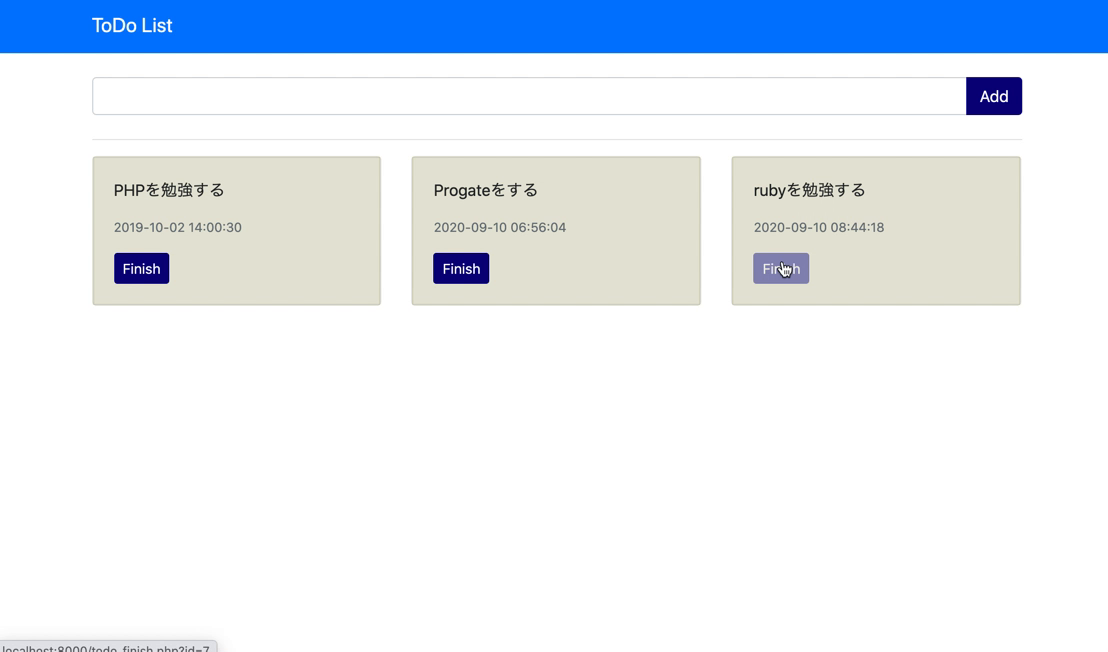 ToDo List
Add
PHPを勉強する
2019-10-02 14:00:30
Finish
Progateをする
2020-09-10 06:56:04
Finish
rubyを勉強する
2020-09-10 08:44:18
Finish
localhost:8000/todo_finish.php?id=7